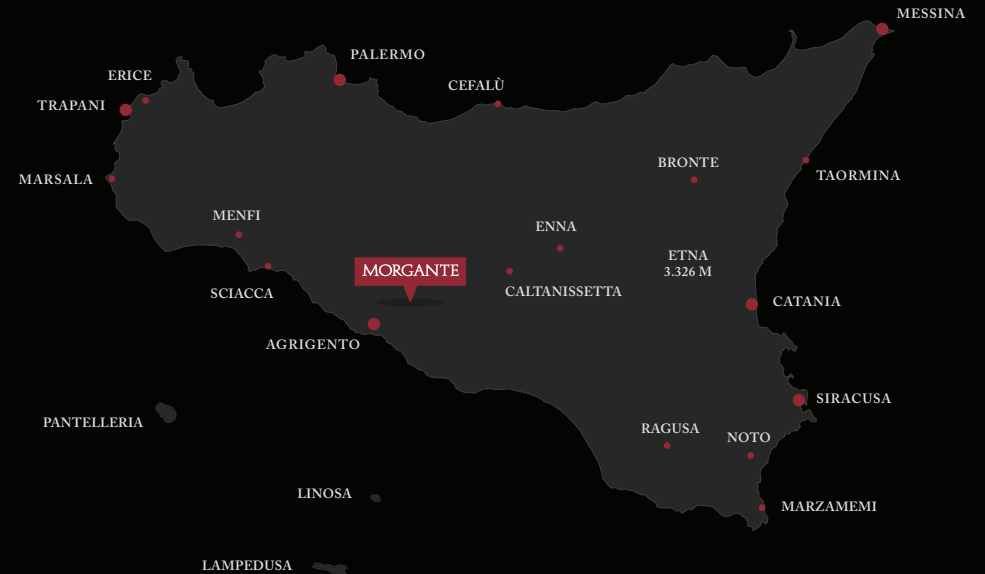 MESSINA
PALERMO
ERICE
CEFALÙ
TRAPANI
BRONTE
TAORMINA
MARSALA
MENFI
ENNA
ETNA
3.326 M
MORGANTE
SCIACCA
CALTANISSETTA
CATANIA
AGRIGENTO
SIRACUSA
PANTELLERIA
RAGUSA
NOTO
LINOSA
MARZAMEMI
LAMPEDUSA